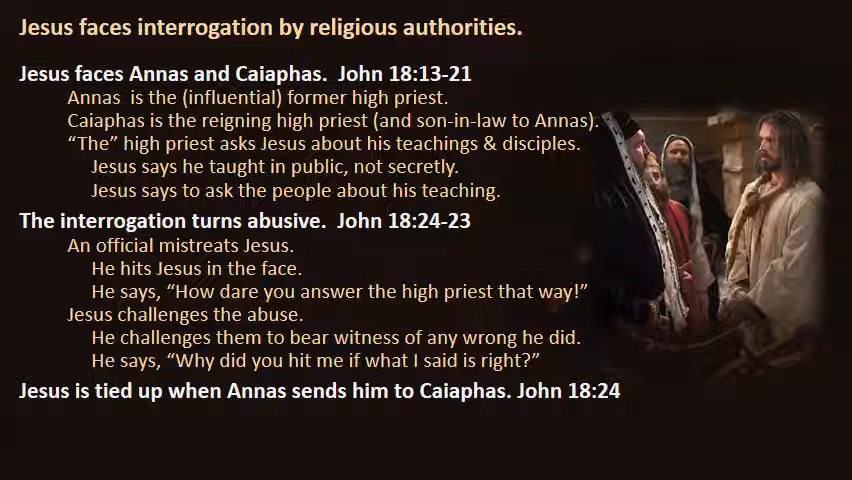 Jesus faces interrogation by religious authorities.
Jesus faces Annas and Caiaphas.  John 18:13-21
Annas  is the (influential) former high priest.
Caiaphas is the reigning high priest (and son-in-law to Annas).
“The” high priest asks Jesus about his teachings & disciples.
Jesus says he taught in public, not secretly.
Jesus says to ask the people about his teaching.
The interrogation turns abusive.  John 18:24-23
An official mistreats Jesus.
He hits Jesus in the face.
He says, “How dare you answer the high priest that way!”
Jesus challenges the abuse.
He challenges them to bear witness of any wrong he did.
He says, “Why did you hit me if what I said is right?”
Jesus is tied up when Annas sends him to Caiaphas. John 18:24